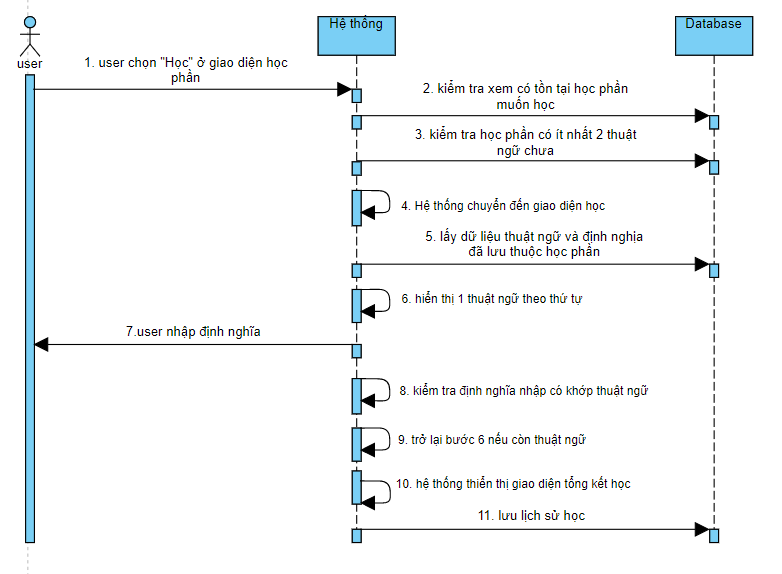 Hệ thống
Database
user
1. user chọn "Học" ở giao diện học
phần
2. kiểm tra xem có tồn tại học phần
muốn học
3. kiểm tra học phần có ít nhất 2 thuật
ngữ chưa
4. Hệ thống chuyển đến giao diện học
5. lấy dữ liệu thuật ngữ và định nghịa
đã lưu thuộc học phần
6. hiển thị 1 thuật ngữ theo thứ tự
7.user nhập định nghĩa
8. kiểm tra định nghĩa nhập có khớp thuật ngữ
9. trở lại bước 6 nếu còn thuật ngữ
10. hệ thống thiển thị giao diện tổng kết học
11. lưu lịch sử học